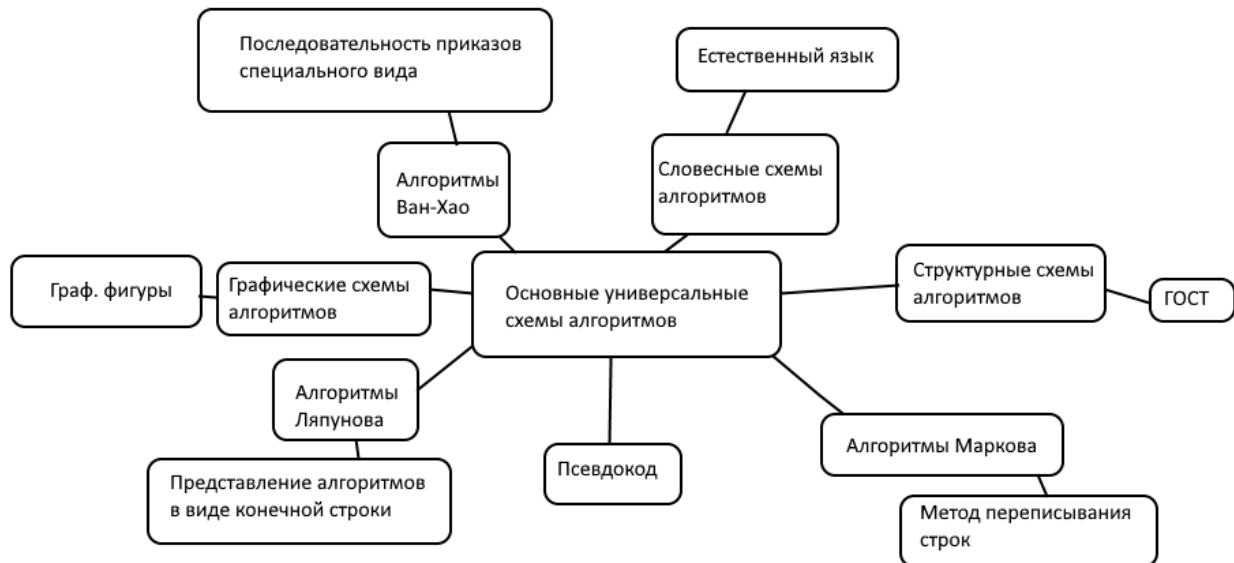 Последовательность приказов
специального вида
Естественный язык
Алгоритмы
Ван-Хао
Словесные схемы
алгоритмов
Граф. фигуры
Графические схемы
алгоритмов
Основные универсальные
схемы алгоритмов
Структурные схемы
алгоритмов
ГОСТ
Алгоритмы
Ляпунова
Представление алгоритмов
в виде конечной строки
Псевдокод
Алгоритмы Маркова
Метод переписывания
строк